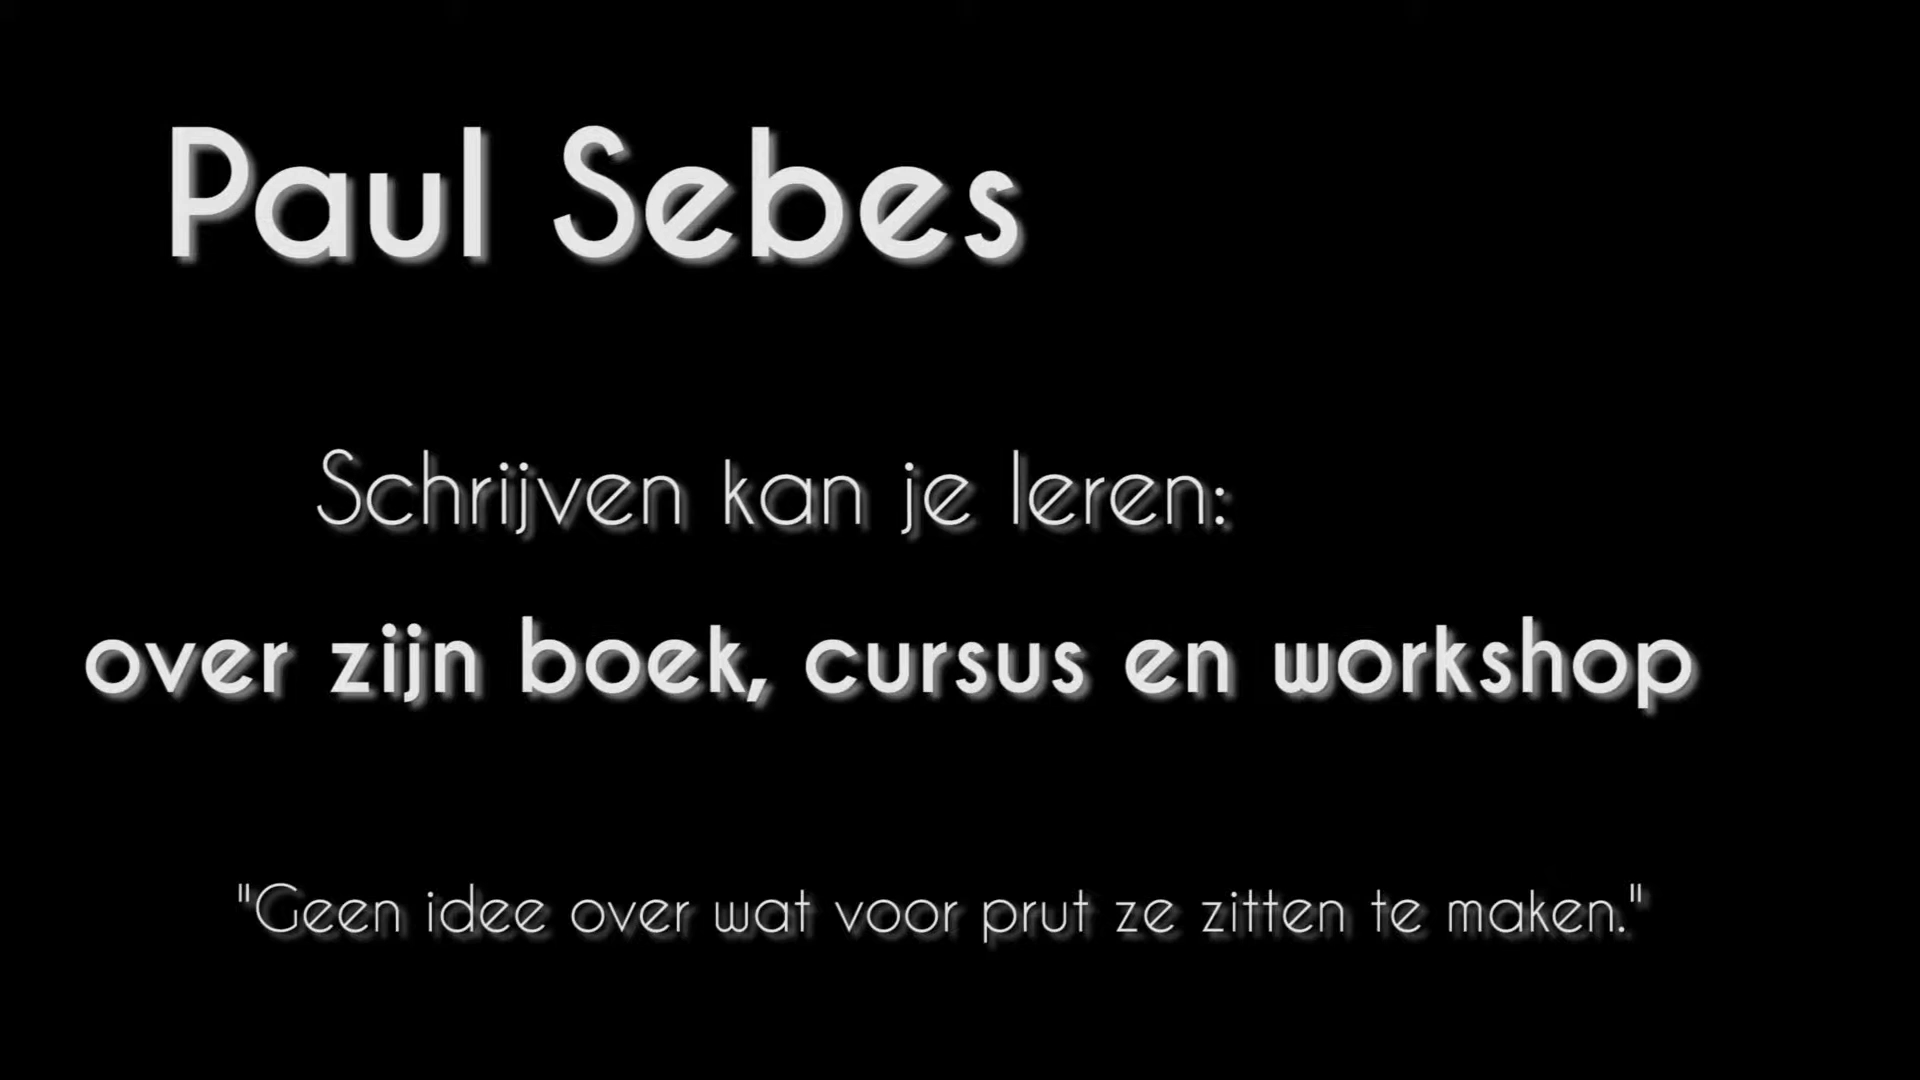 Paul Sebes
Schrijven kan je leren:
over zijn boek, cursus en workshop
"Geen idee over wat voor prut ze zitten te maken."